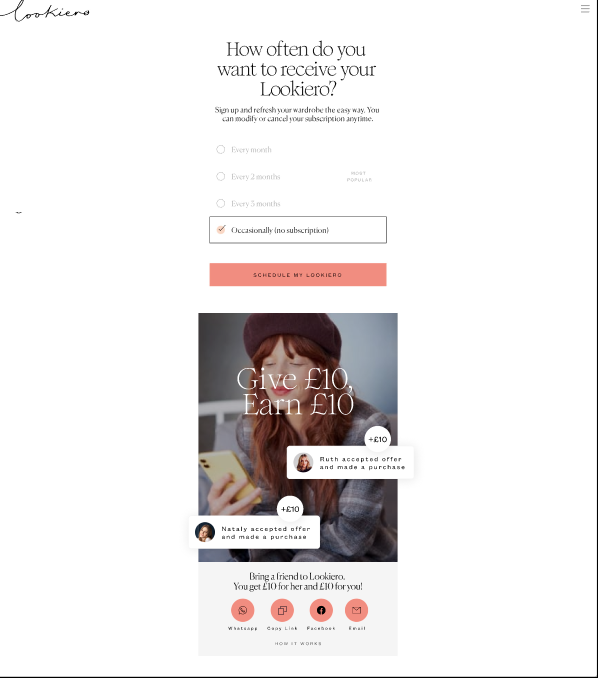 lookiero
How often do you
want to receive your
Lookiero?
Sign up and refresh your wardrobe the easy way. You
can modify or cancel your subscription anytime.
Every month
Every 2 months
MOST
POPULAR
Every 3 months
Occasionally (no subscription)
SCHEDULE MY LOOKIERO
Give £10,
Earn £10
+£10
Ruth accepted offer
and made a purchase
+£10
Nataly accepted offer
and made a purchase
Bring a friend to Lookiero.
You get £10 for her and £10 for you!
Whatsapp Copy Link Facebook Email
HOW IT WORKS